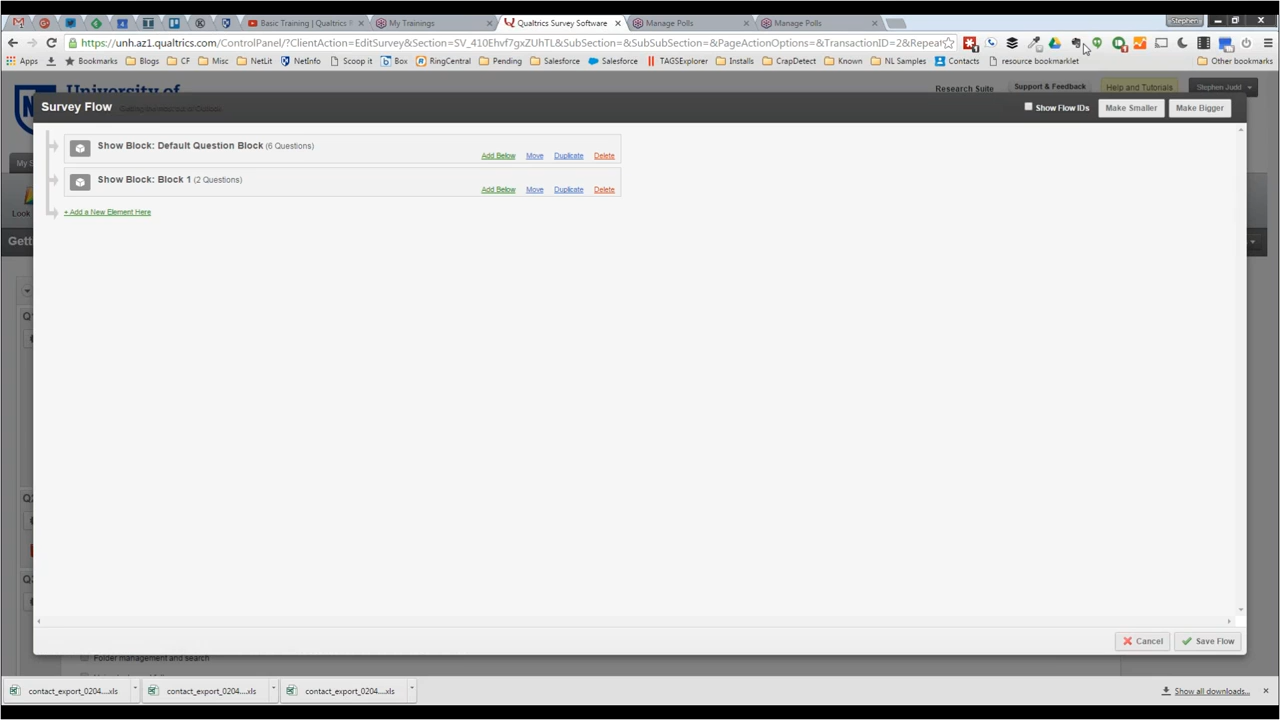 Basic Training | Qualtrics
My Trainings
Qualtrics Survey Software
Manage Polls
Manage Polls
Stephen
https://unh.az1.qualtrics.com/ControlPanel/?ClientAction=EditSurvey&Section=SV_410Ehvf7gxZUhTL&SubSection=&SubSubSection=&PageActionOptions=&TransactionID=2&Repeat
Apps
Bookmarks
Blogs
CF
Misc
NetLit
NetInfo
Scoop it
Box
RingCentral
Pending
Salesforce
Salesforce
TAGSExplorer
Installs
CrapDetect
Known
NL Samples
Contacts
resource bookmarklet
Other bookmarks
University of
Research Suite
Support & Feedback
Help and Tutorials
Stephen Judd
Survey Flow
Show Flow IDs
Make Smaller
Make Bigger
Show Block: Default Question Block (6 Questions)
Add Below Move Duplicate Delete
Show Block: Block 1 (2 Questions)
Add Below Move Duplicate Delete
+ Add a New Element Here
My S
Look
Gett
Cancel
Save Flow
Folder management and search
contact_export_0204....xls
contact_export_0204....xls
contact_export_0204....xls
Show all downloads...